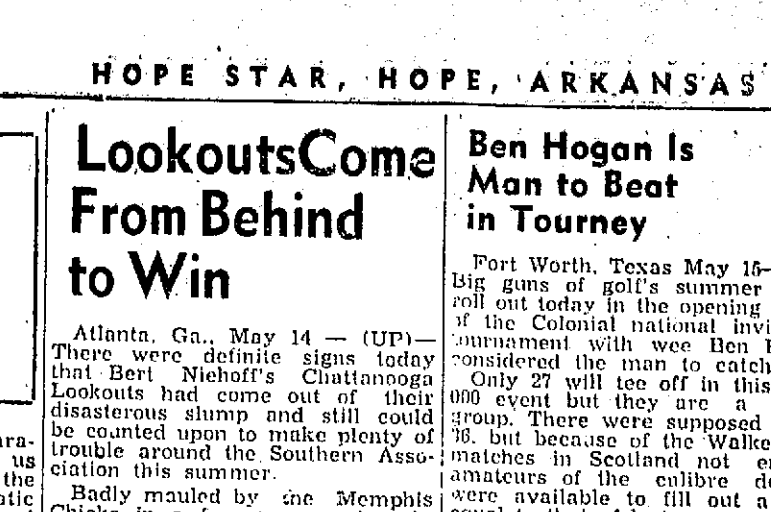 HOPE STAR, HOPE, ARKANSAS
Lookouts Come
From Behind
to Win
Atlanta, Ga., May 14 — (UP)—
There were definite signs today
that Bert Niehoff's Chattanooga
Lookouts had come out of their
disasterous slump and still could
be counted upon to make plenty of
trouble around the Southern Asso-
ciation this summer.
Badly mauled by the Memphis
Ben Hogan Is
Man to Beat
in Tourney
Fort Worth, Texas May 15—
Big guns of golf's summer
roll out today in the opening
of the Colonial national invi
ournament with wee Ben
considered the man to catch
Only 27 will tee off in this
000 event but they are a
group. There were supposed
36, but because of the Walke
matches in Scotland not
amateurs of the calibre
were available to fill out a
ara-
us
the
atic